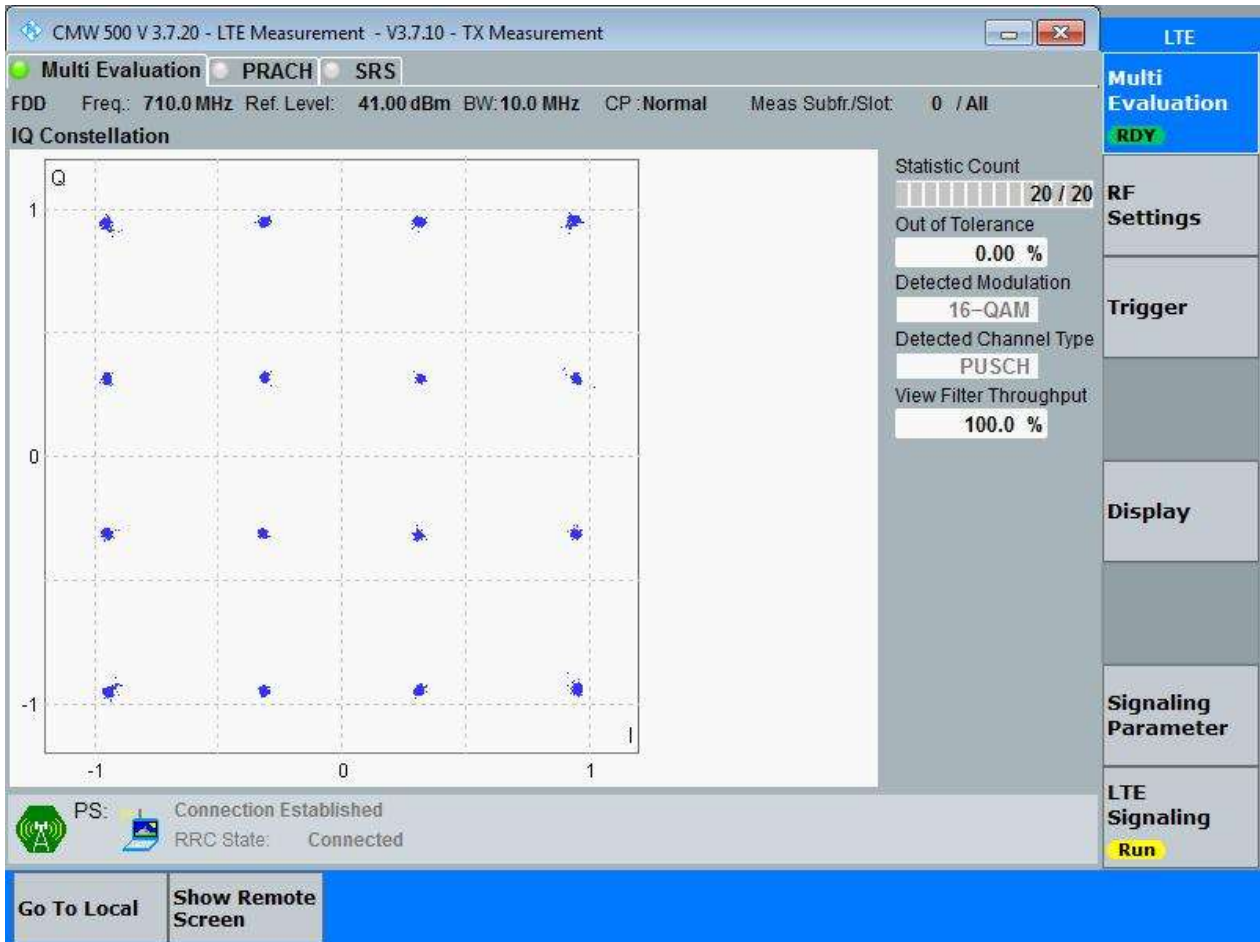 CMW 500 V 3.7.20 - LTE Measurement - V3.7.10 - TX Measurement
LTE
Multi Evaluation PRACH SRS
Multi
Evaluation
RDY
FDD Freq.: 710.0 MHz Ref. Level: 41.00 dBm BW: 10.0 MHz CP : Normal Meas Subfr./Slot: 0 / All
IQ Constellation
Q
1
0
-1
I
-1 0 1
Statistic Count
20 / 20
Out of Tolerance
0.00 %
Detected Modulation
16-QAM
Detected Channel Type
PUSCH
View Filter Throughput
100.0 %
RF
Settings
Trigger
Display
Signaling
Parameter
LTE
Signaling
Run
PS: Connection Established
RRC State: Connected
Go To Local
Show Remote
Screen